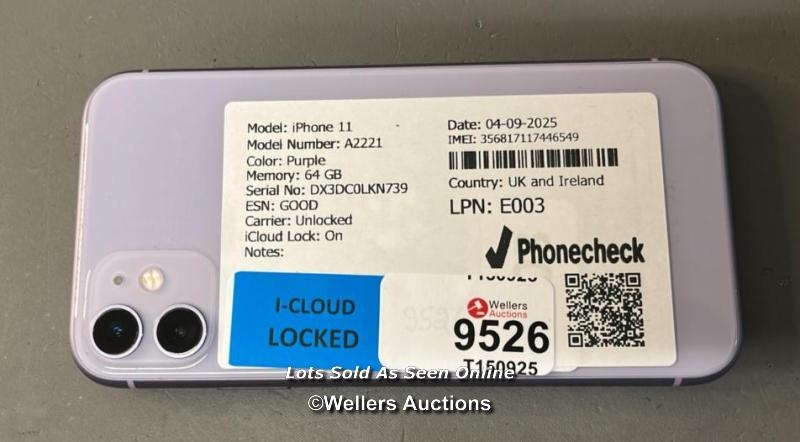 Model: iPhone 11
Model Number: A2221
Color: Purple
Memory: 64 GB
Serial No: DX3DC0LKN739
ESN: GOOD
Carrier: Unlocked
iCloud Lock: On
Notes:
Date: 04-09-2025
IMEI: 356817117446549
Country: UK and Ireland
LPN: E003
Phonecheck
I-CLOUD
LOCKED
T150925
Wellers
Auctions
9526
T150925
Lots Sold As Seen Online
©Wellers Auctions